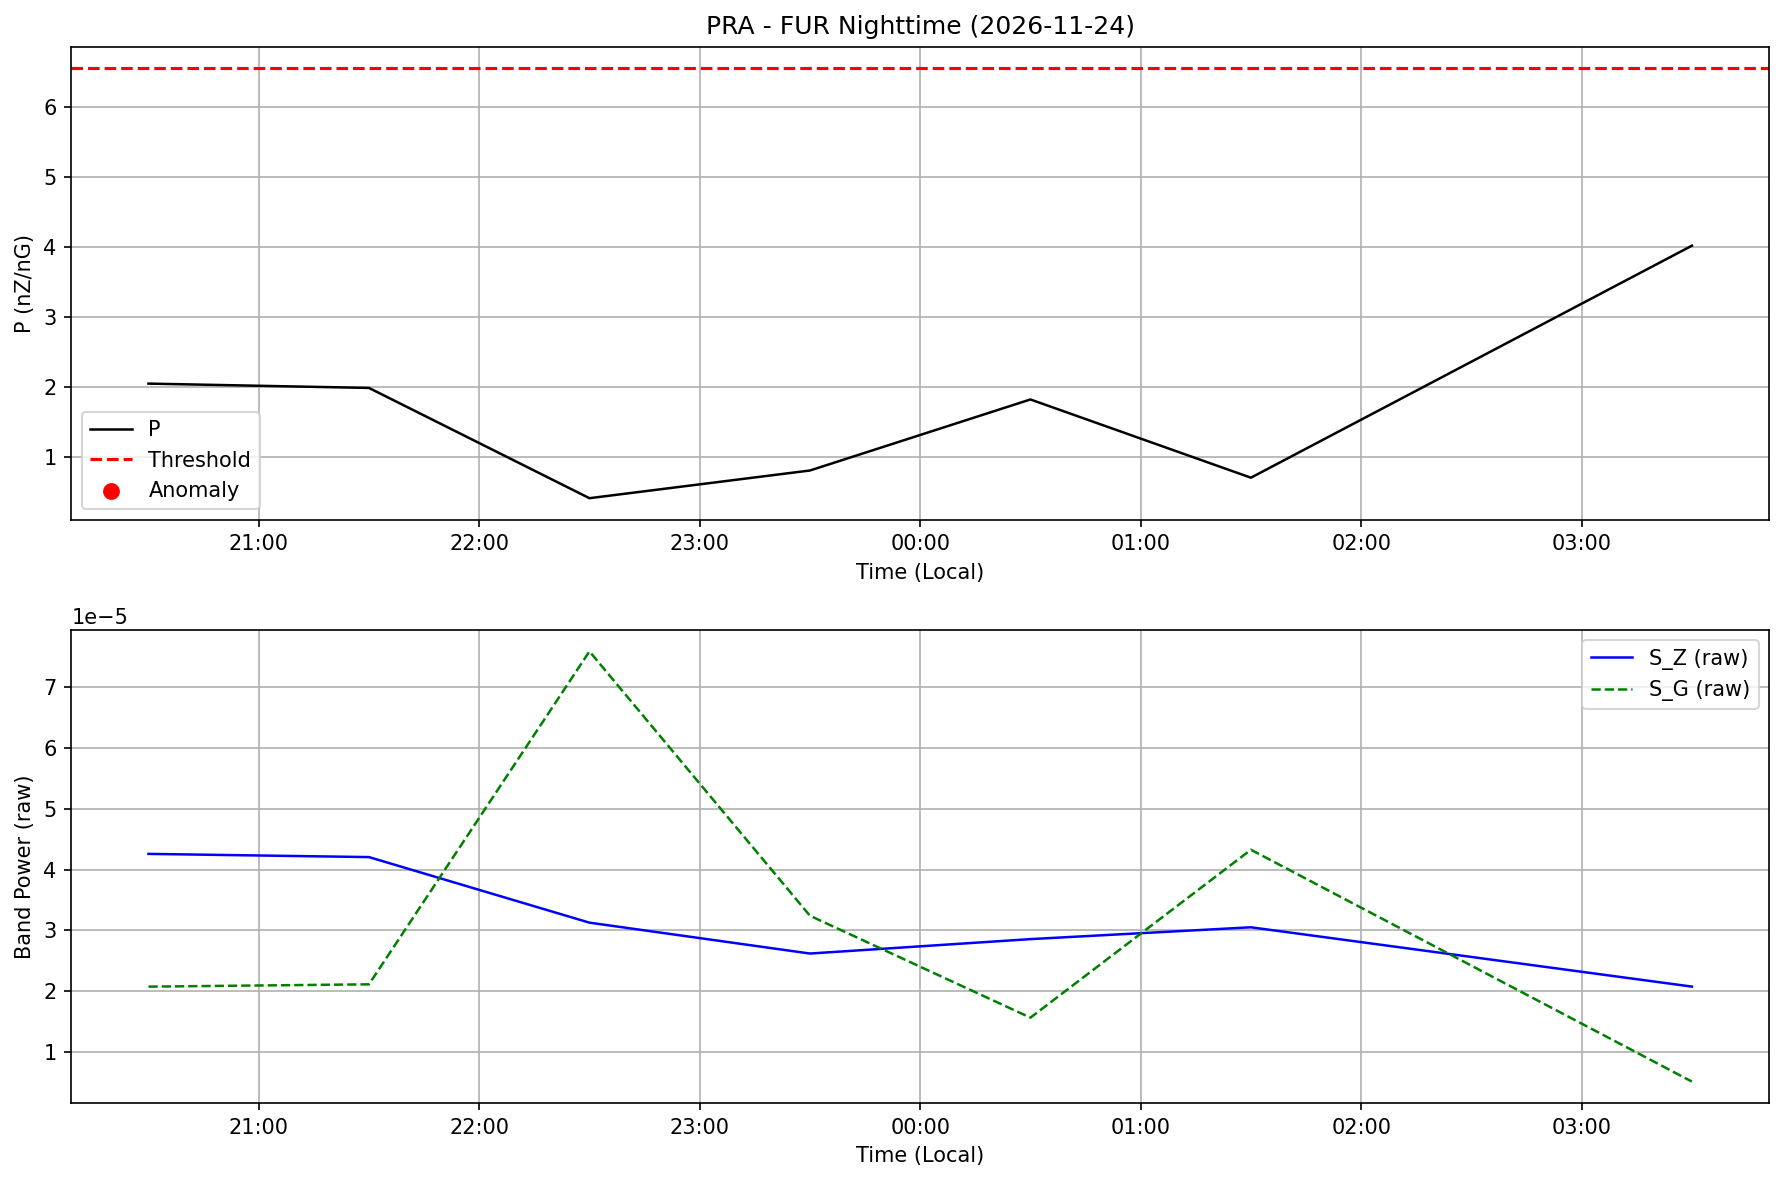 PRA - FUR Nighttime (2026-11-24)
P (nZ/nG)
6
5
4
3
2
1
P
Threshold
Anomaly
21:00 22:00 23:00 00:00 01:00 02:00 03:00
Time (Local)
1e−5
Band Power (raw)
7
6
5
4
3
2
1
S_Z (raw)
S_G (raw)
21:00 22:00 23:00 00:00 01:00 02:00 03:00
Time (Local)